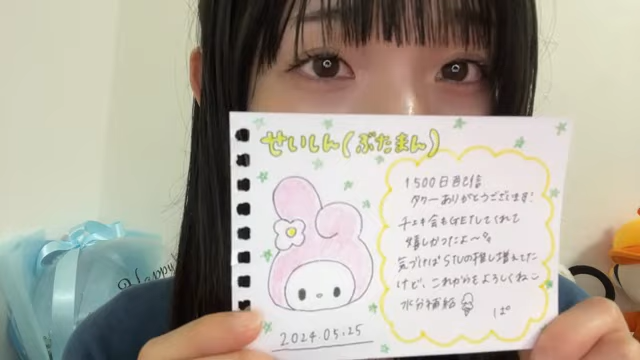 せいしん(ぶたまん)
1500日配信
タワーありがとうございます!
チェキ会もGETしてくれて
嬉しかったよ〜
気づけばSTUの推し増えてた
けど、これからもよろしくねこ
水分補給
ぱ°
2024.05.25